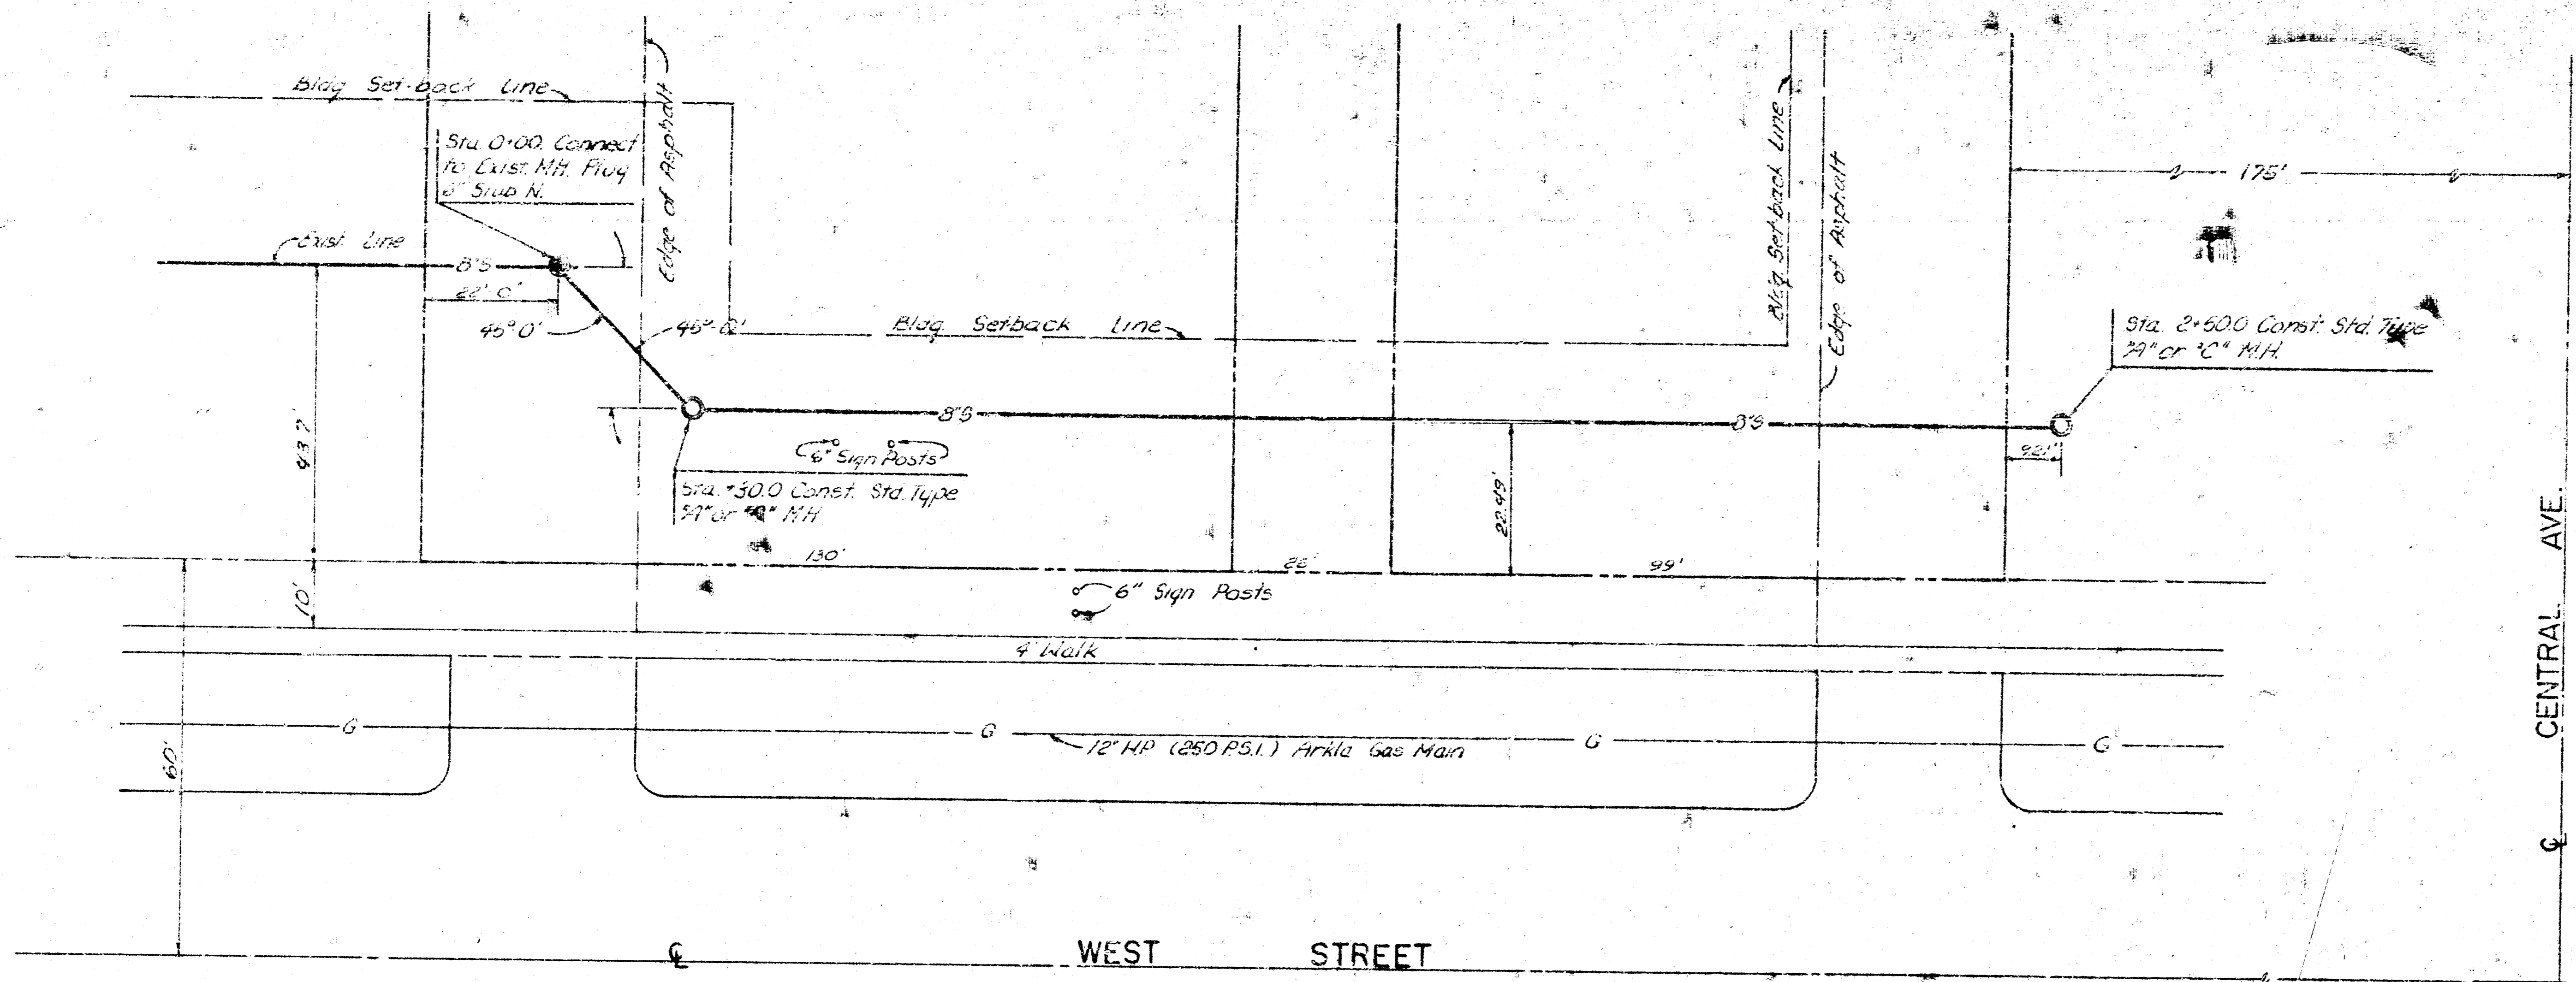 Bldg Set-back Line
Edge of Asphalt
Sta. 0+00. Connect
to Exist. M.H. Plug
8" Stub N.
Exist. Line
8"S
22'-0"
45°-0'
45°-0'
Bldg. Setback Line
Bldg. Set-back Line
Edge of Asphalt
175'
Sta. 2+50.0 Const. Std. Type
"A" or "C" M.H.
8"S
8"S
9.21'
6" Sign Posts
Sta. +30.0 Const. Std. Type
"A" or M.H.
43.7'
22.49'
130'
22'
99'
10'
6" Sign Posts
4' Walk
G
G
G
G
12" H.P. (250 P.S.I.) Arkla Gas Main
60'
℄ WEST STREET
℄ CENTRAL AVE.